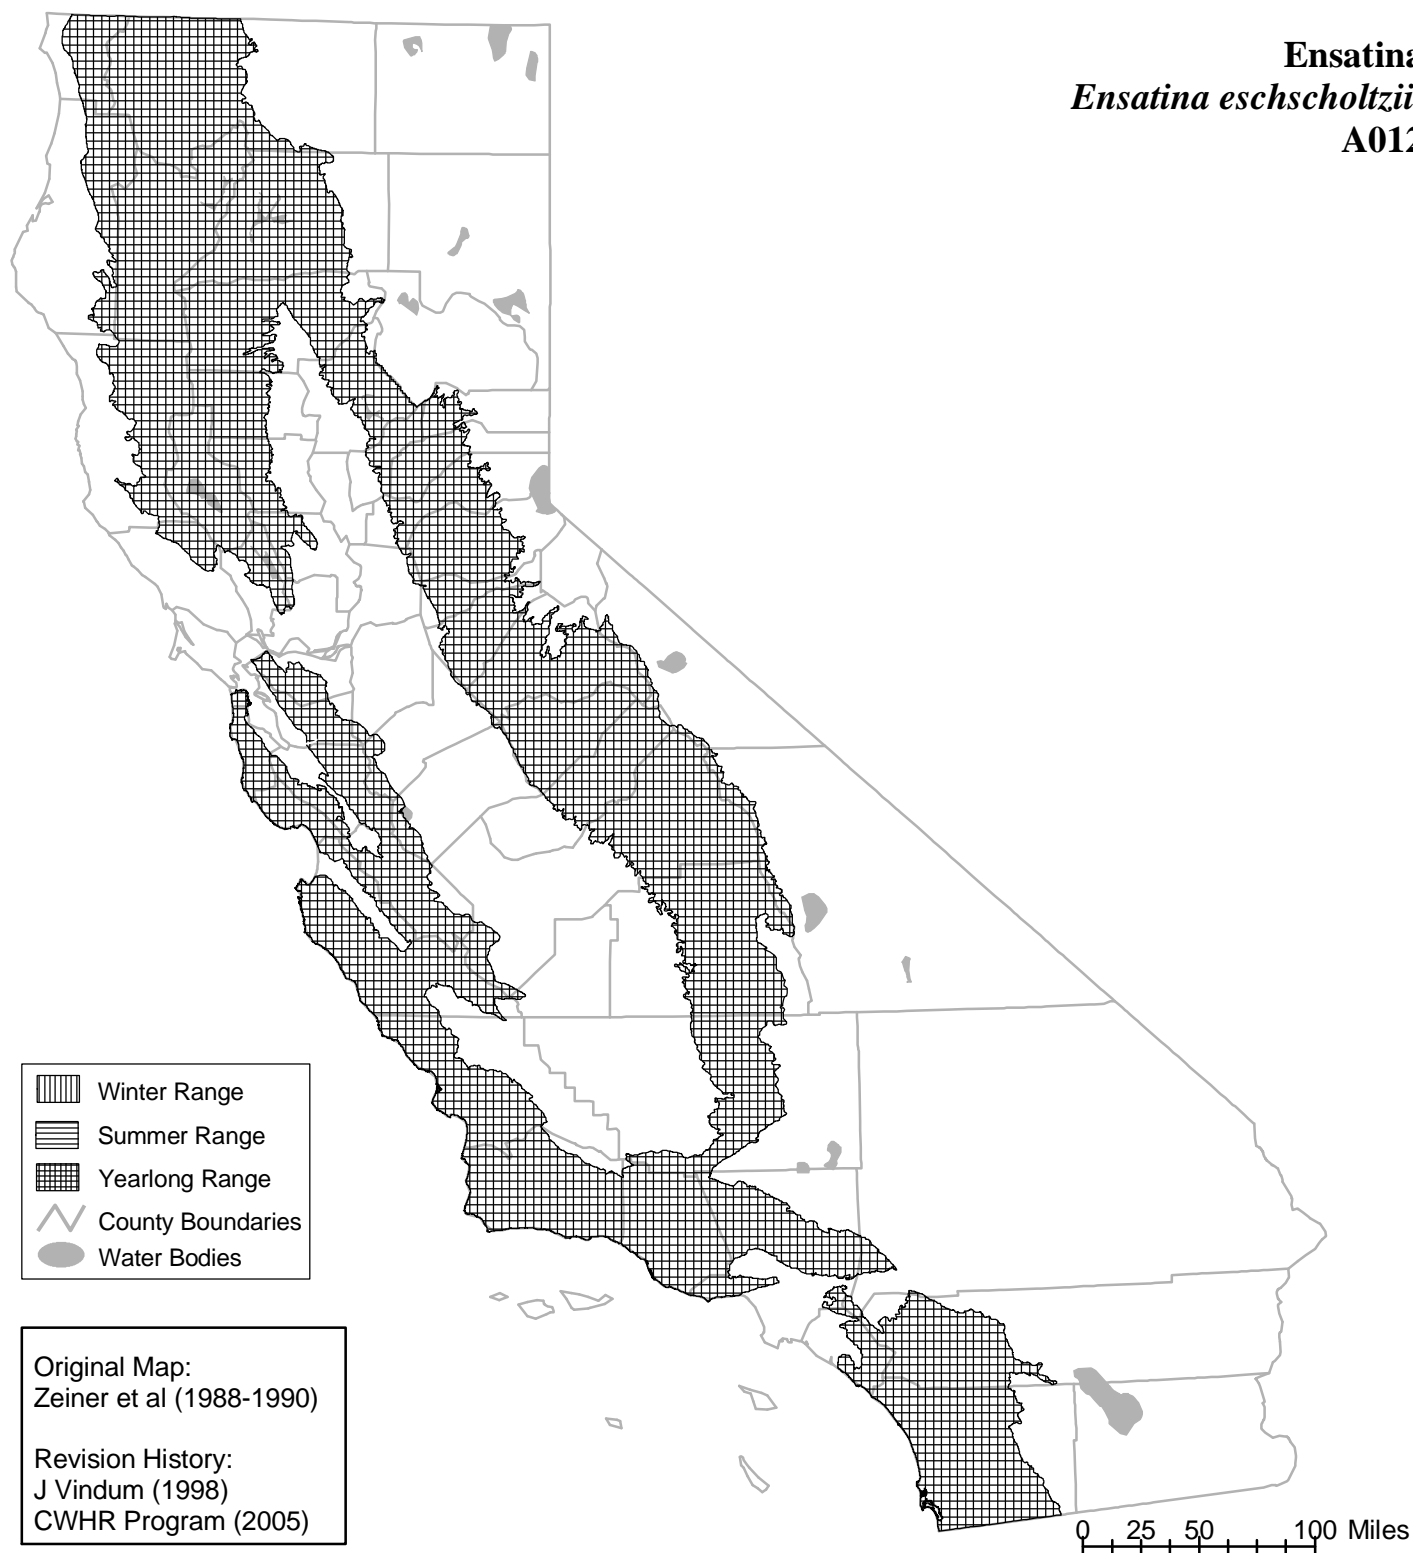 Ensatina
Ensatina eschscholtzii
A012
Winter Range
Summer Range
Yearlong Range
County Boundaries
Water Bodies
Original Map:
Zeiner et al (1988-1990)
Revision History:
J Vindum (1998)
CWHR Program (2005)
0 25 50 100 Miles